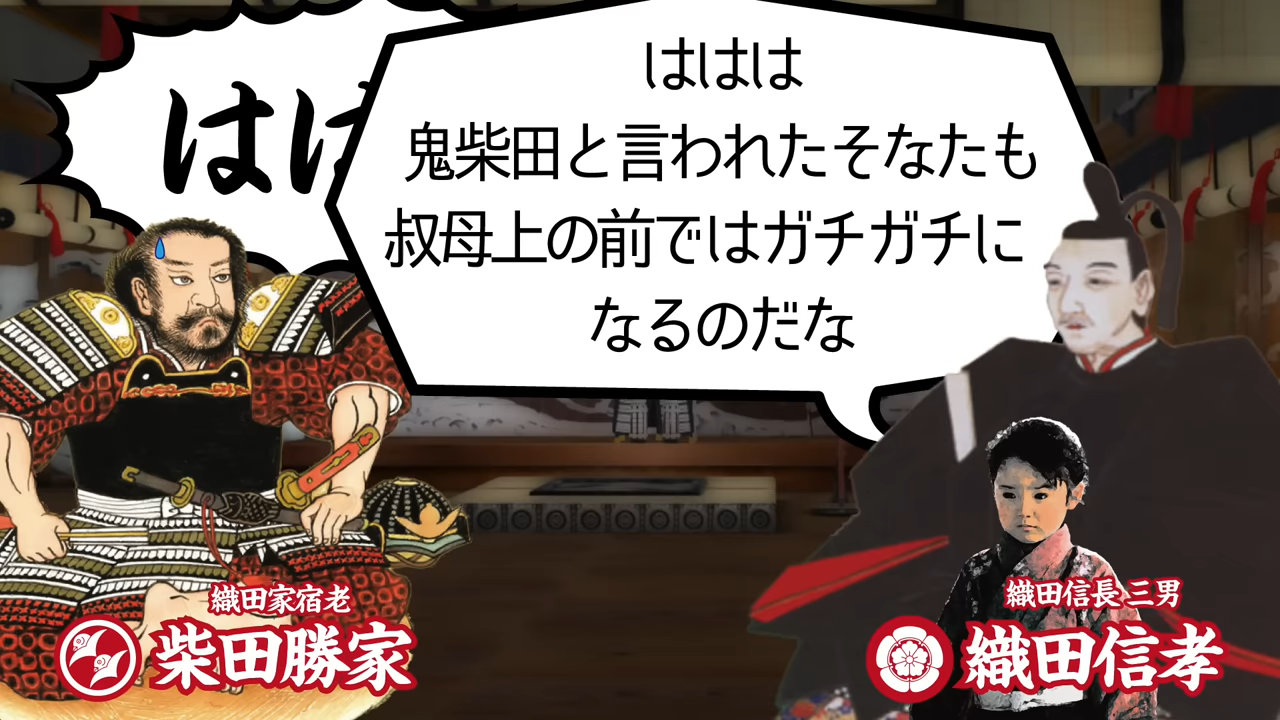 はは
ははは
鬼柴田と言われたそなたも
叔母上の前ではガチガチに
なるのだな
織田家宿老
柴田勝家
織田信長 三男
織田信孝